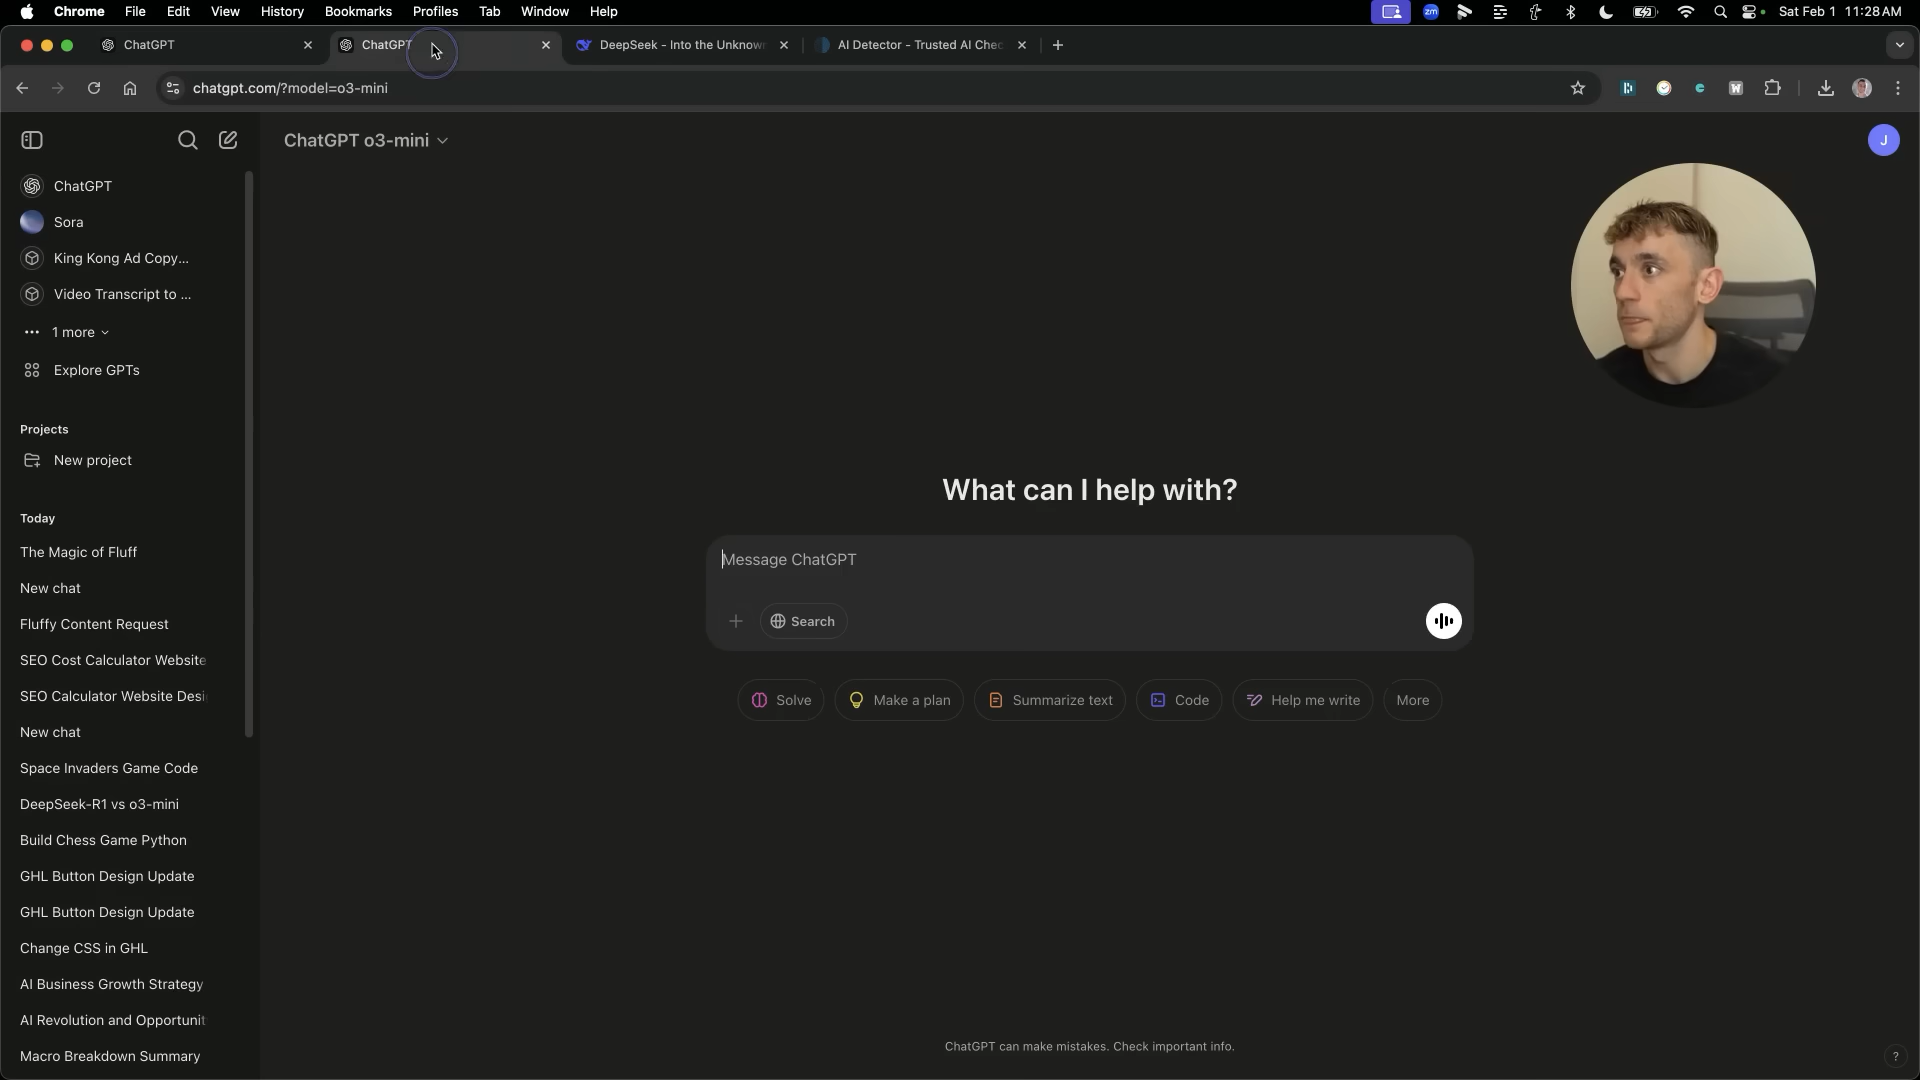 Chrome File Edit View History Bookmarks Profiles Tab Window Help zm Sat Feb 1 11:28 AM
ChatGPT ChatGPT DeepSeek - Into the Unknown AI Detector - Trusted AI Chec
chatgpt.com/?model=o3-mini
ChatGPT o3-mini
J
ChatGPT
Sora
King Kong Ad Copy...
Video Transcript to ...
1 more
Explore GPTs
Projects
New project
Today
The Magic of Fluff
New chat
Fluffy Content Request
SEO Cost Calculator Website
SEO Calculator Website Desi
New chat
Space Invaders Game Code
DeepSeek-R1 vs o3-mini
Build Chess Game Python
GHL Button Design Update
GHL Button Design Update
Change CSS in GHL
AI Business Growth Strategy
AI Revolution and Opportunit
Macro Breakdown Summary
What can I help with?
Message ChatGPT
Search
Solve Make a plan Summarize text Code Help me write More
ChatGPT can make mistakes. Check important info.
?